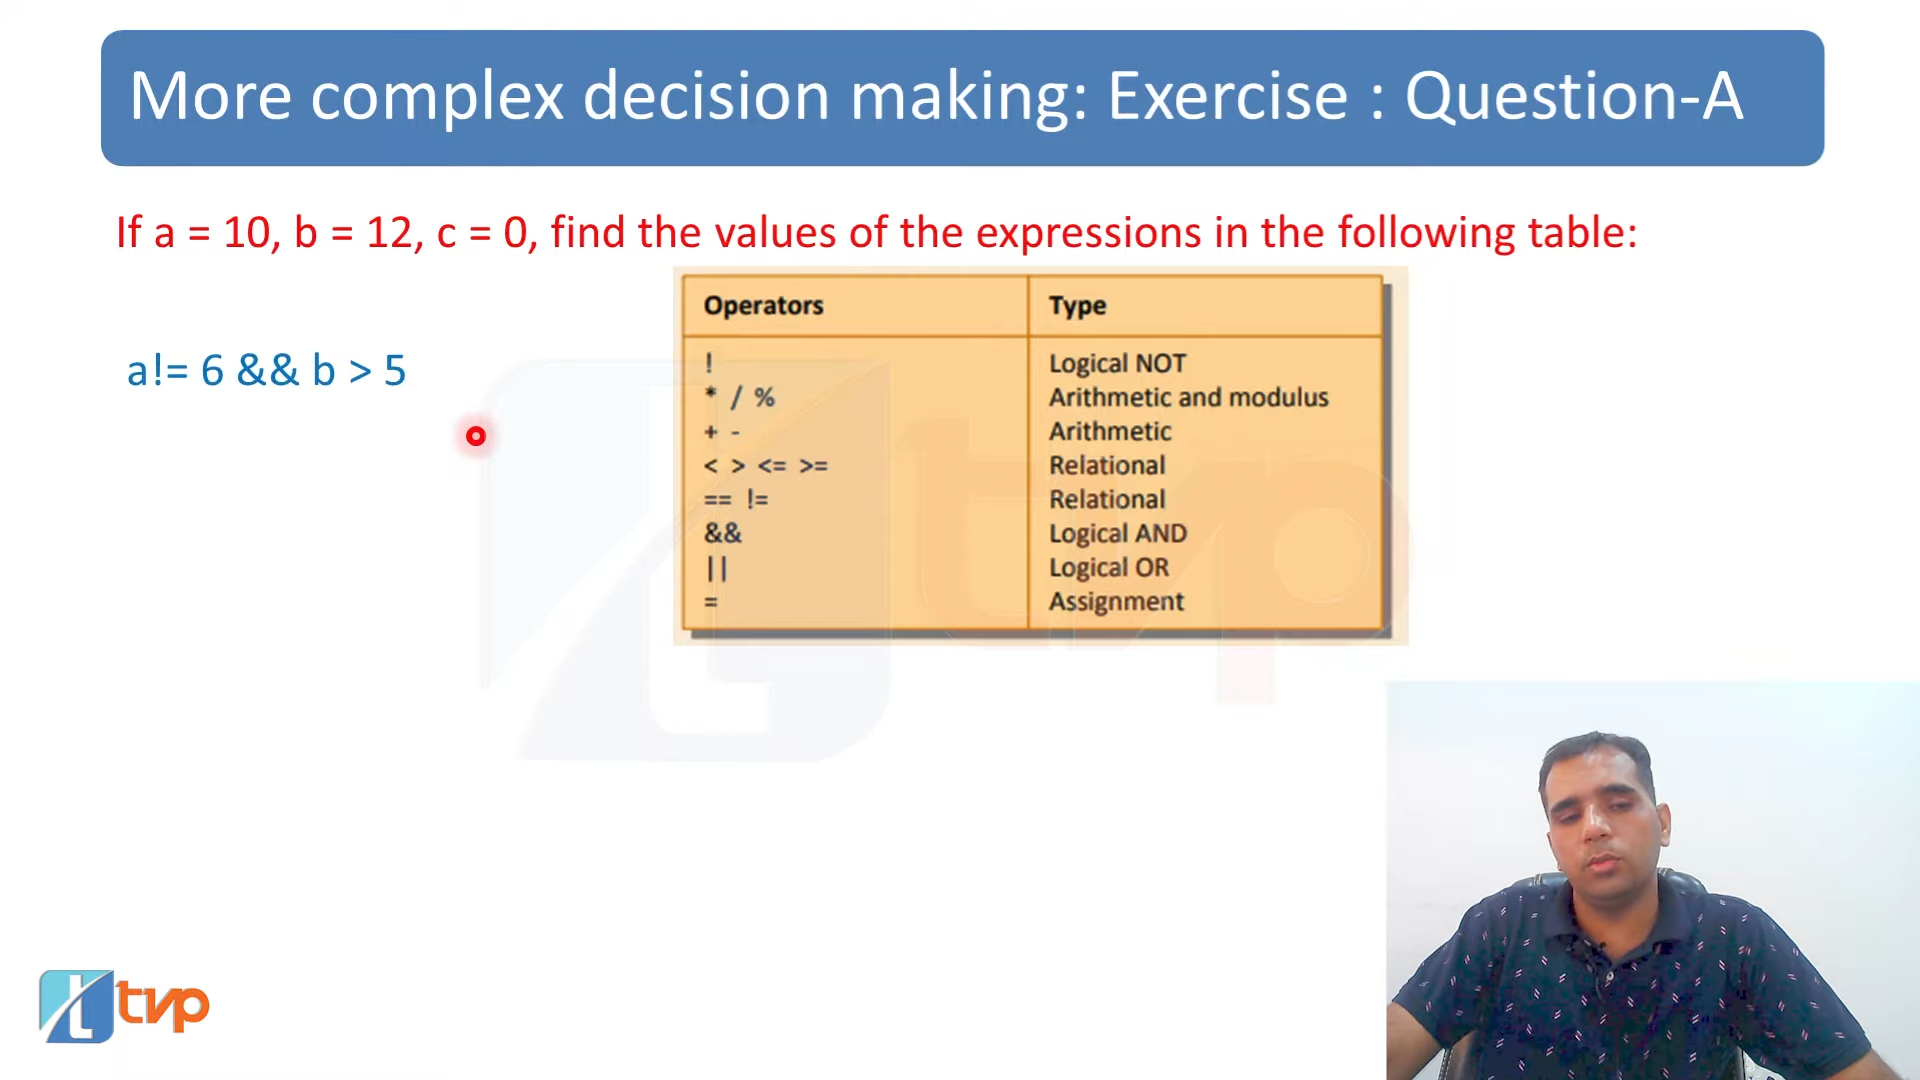 More complex decision making: Exercise : Question-A
If a = 10, b = 12, c = 0, find the values of the expressions in the following table:
a!= 6 && b > 5
Operators Type
! Logical NOT
* / % Arithmetic and modulus
+ - Arithmetic
< > <= >= Relational
== != Relational
&& Logical AND
|| Logical OR
= Assignment
tvp
tvp